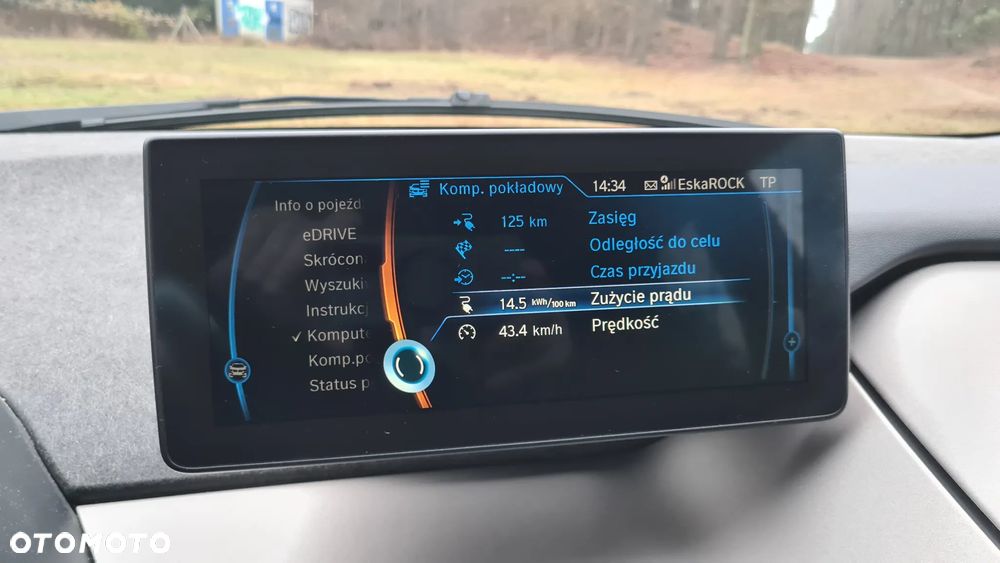 Komp. pokładowy 14:34 EskaROCK TP
Info o pojeźd
eDRIVE
Skrócon
Wyszuki
Instrukcj
✓ Kompute
Komp.po
Status p
125 km Zasięg
---- Odległość do celu
--:-- Czas przyjazdu
14.5 kWh/100 km Zużycie prądu
43.4 km/h Prędkość
OTOMOTO